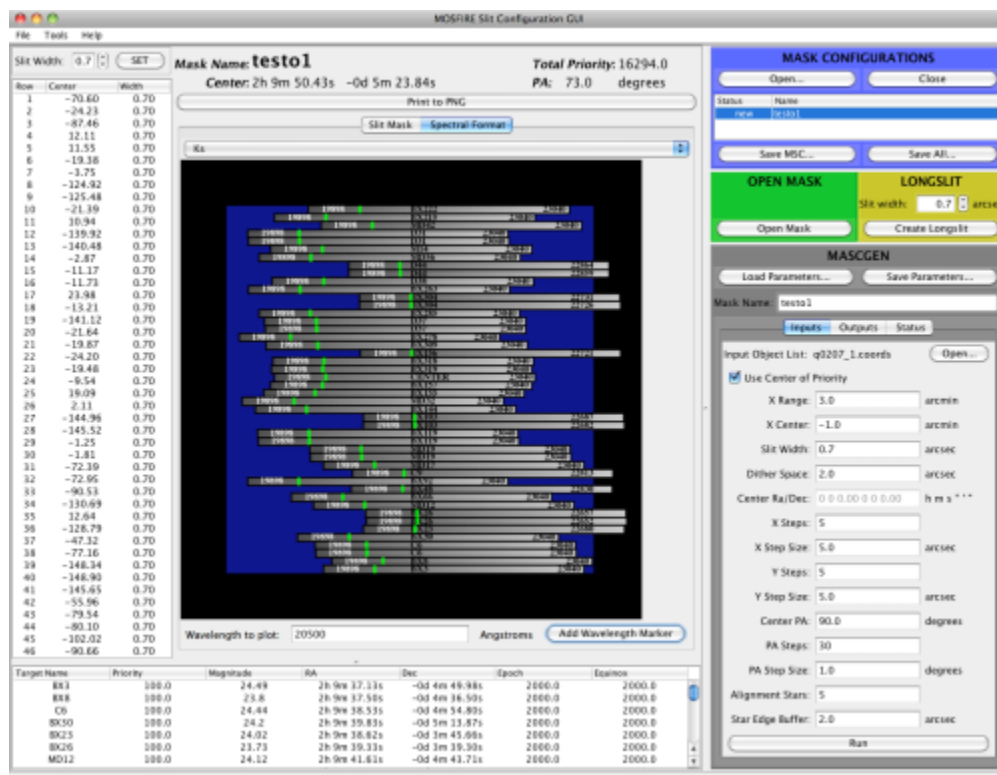 MOSFIRE Slit Configuration GUI
File Tools Help
Slit Width: 0.7 SET
Row Center Width
1 -70.60 0.70
2 -24.23 0.70
3 -87.46 0.70
4 12.11 0.70
5 11.55 0.70
6 -19.38 0.70
7 -3.75 0.70
8 -124.92 0.70
9 -125.48 0.70
10 -21.39 0.70
11 10.94 0.70
12 -139.92 0.70
13 -140.48 0.70
14 -2.87 0.70
15 -11.17 0.70
16 -11.73 0.70
17 23.98 0.70
18 -13.21 0.70
19 -141.12 0.70
20 -21.64 0.70
21 -19.87 0.70
22 -24.20 0.70
23 -19.48 0.70
24 -9.54 0.70
25 19.09 0.70
26 2.11 0.70
27 -144.96 0.70
28 -145.52 0.70
29 -1.25 0.70
30 -1.81 0.70
31 -72.39 0.70
32 -72.95 0.70
33 -90.53 0.70
34 -130.69 0.70
35 12.64 0.70
36 -128.79 0.70
37 -47.32 0.70
38 -77.16 0.70
39 -148.34 0.70
40 -148.90 0.70
41 -145.65 0.70
42 -55.96 0.70
43 -79.54 0.70
44 -80.10 0.70
45 -102.02 0.70
46 -90.66 0.70
Mask Name: testo1 Total Priority: 16294.0
Center: 2h 9m 50.43s -0d 5m 23.84s PA: 73.0 degrees
Print to PNG
Slit Mask Spectral Format
Ks
CENTER
Wavelength to plot: 20500 Angstroms Add Wavelength Marker
Target Name Priority Magnitude RA Dec Epoch Equinox
BX3 100.0 24.49 2h 9m 37.13s -0d 4m 49.98s 2000.0 2000.0
BX8 100.0 23.8 2h 9m 37.50s -0d 4m 36.50s 2000.0 2000.0
C6 100.0 24.44 2h 9m 38.53s -0d 4m 54.80s 2000.0 2000.0
BX30 100.0 24.2 2h 9m 39.83s -0d 5m 13.87s 2000.0 2000.0
BX23 100.0 24.02 2h 9m 38.62s -0d 3m 45.66s 2000.0 2000.0
BX26 100.0 23.73 2h 9m 39.33s -0d 3m 39.30s 2000.0 2000.0
MD12 100.0 24.12 2h 9m 41.61s -0d 4m 43.71s 2000.0 2000.0
MASK CONFIGURATIONS
Open... Close
Status Name
new testo1
Save MSC... Save All...
OPEN MASK
Open Mask
LONGSLIT
Slit width: 0.7 arcse
Create Longslit
MASCGEN
Load Parameters... Save Parameters...
Mask Name: testo1
Inputs Outputs Status
Input Object List: q0207_1.coords Open...
Use Center of Priority
X Range: 3.0 arcmin
X Center: -1.0 arcmin
Slit Width: 0.7 arcsec
Dither Space: 2.0 arcsec
Center Ra/Dec: 0 0 0.00 0 0 0.00 h m s ° ' "
X Steps: 5
X Step Size: 5.0 arcsec
Y Steps: 5
Y Step Size: 5.0 arcsec
Center PA: 90.0 degrees
PA Steps: 30
PA Step Size: 1.0 degrees
Alignment Stars: 5
Star Edge Buffer: 2.0 arcsec
Run